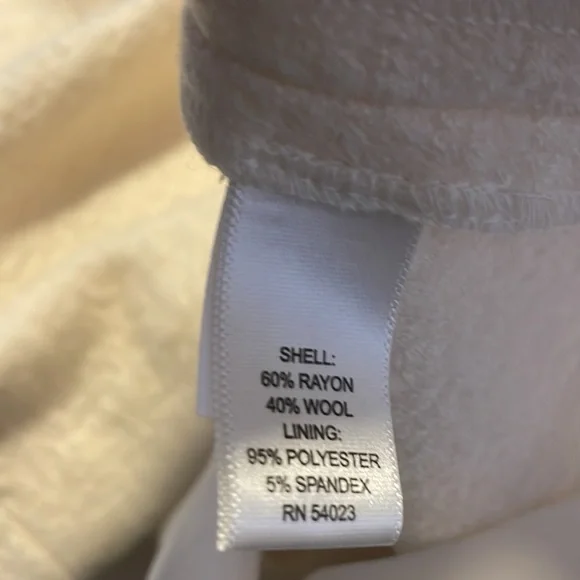 SHELL:
60% RAYON
40% WOOL
LINING:
95% POLYESTER
5% SPANDEX
RN 54023